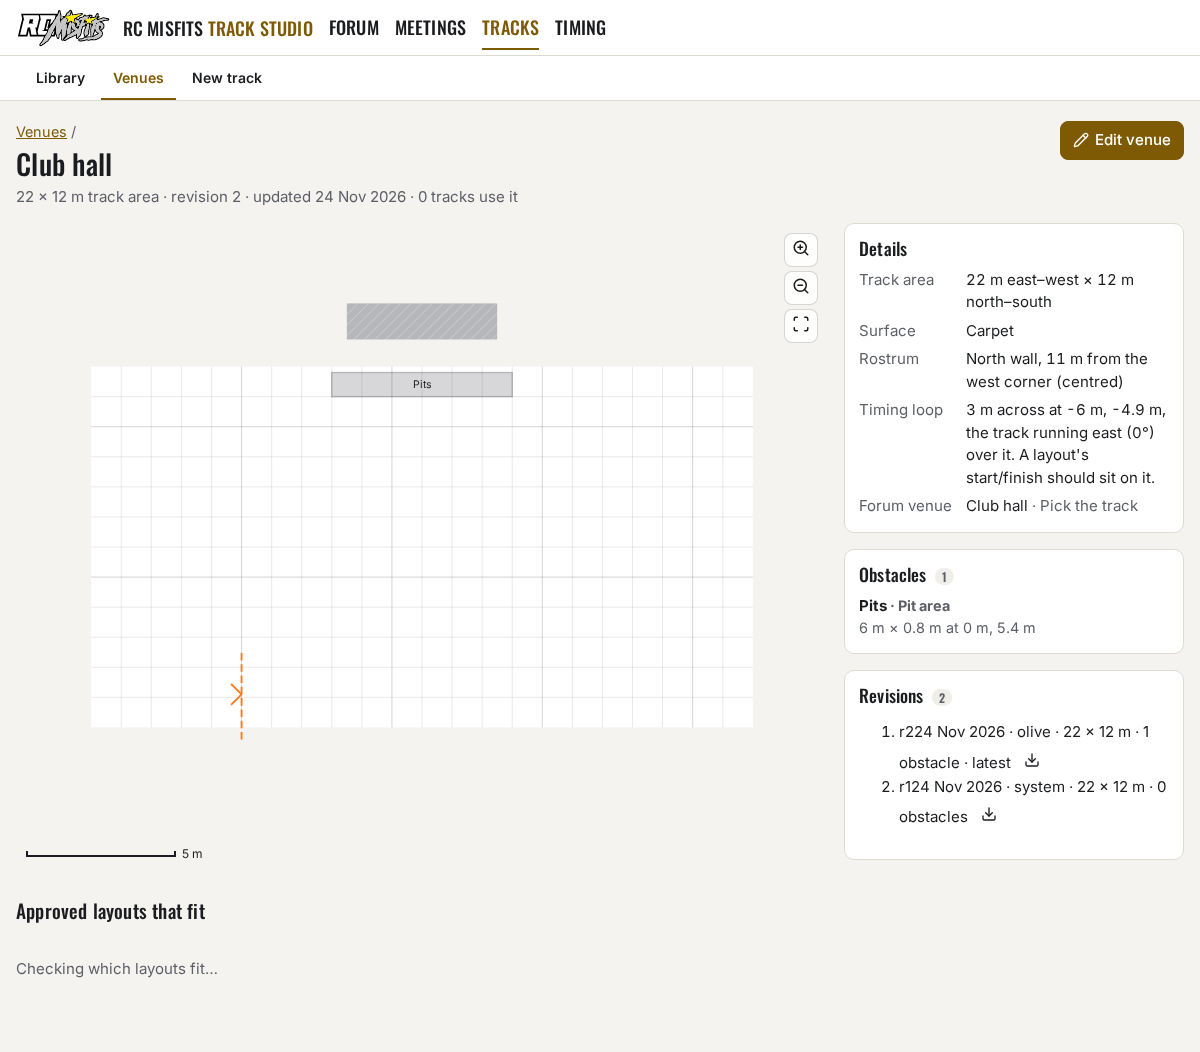 RC Misfits
RC MISFITS TRACK STUDIO FORUM MEETINGS TRACKS TIMING
Library Venues New track
Venues /
Edit venue
Club hall
22 × 12 m track area · revision 2 · updated 24 Nov 2026 · 0 tracks use it
Pits
5 m
Details
Track area 22 m east–west × 12 m
north–south
Surface Carpet
Rostrum North wall, 11 m from the
west corner (centred)
Timing loop 3 m across at -6 m, -4.9 m,
the track running east (0°)
over it. A layout's
start/finish should sit on it.
Forum venue Club hall · Pick the track
Obstacles 1
Pits · Pit area
6 m × 0.8 m at 0 m, 5.4 m
Revisions 2
1. r224 Nov 2026 · olive · 22 × 12 m · 1
obstacle · latest
2. r124 Nov 2026 · system · 22 × 12 m · 0
obstacles
Approved layouts that fit
Checking which layouts fit…